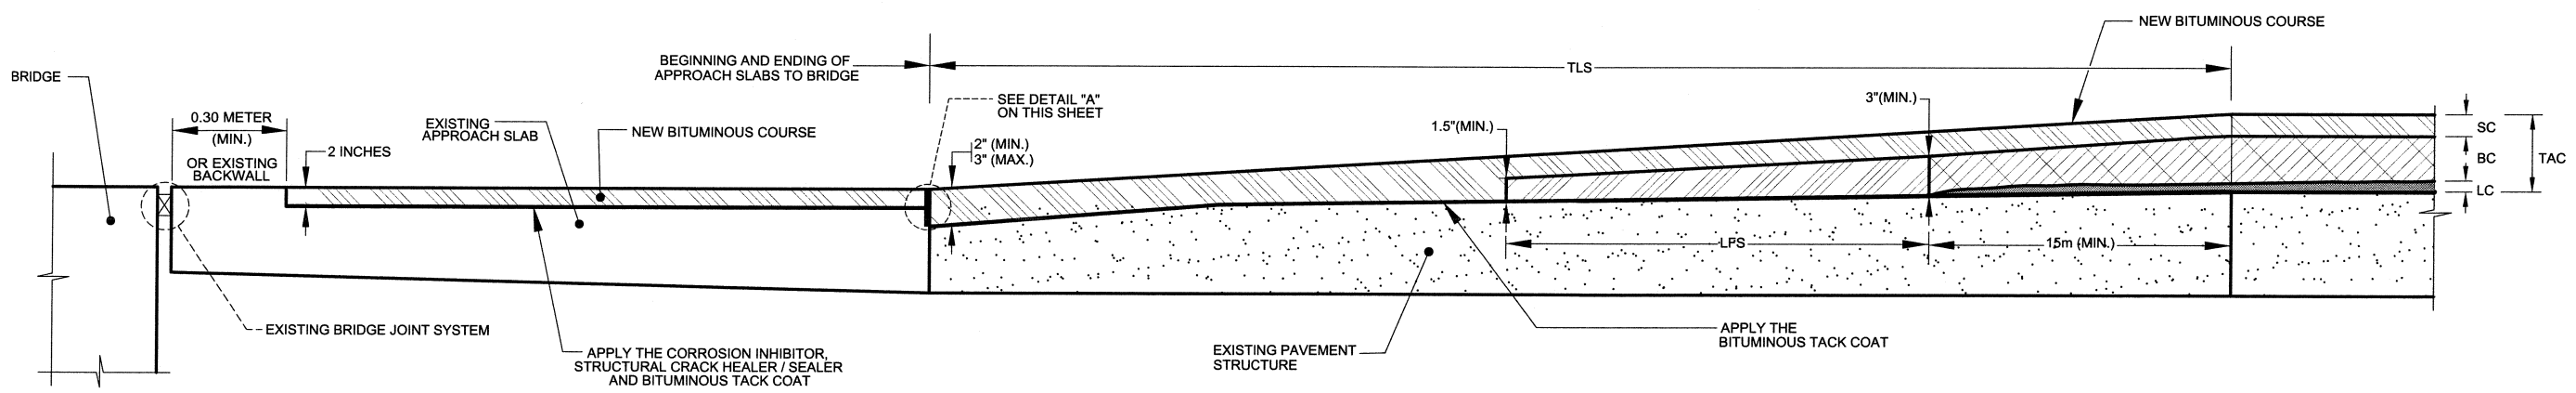 NEW BITUMINOUS COURSE
BEGINNING AND ENDING OF
APPROACH SLABS TO BRIDGE
TLS
BRIDGE
SEE DETAIL "A"
ON THIS SHEET
3"(MIN.)
0.30 METER
(MIN.)
OR EXISTING
BACKWALL
EXISTING
APPROACH SLAB
NEW BITUMINOUS COURSE
2 INCHES
2" (MIN.)
3" (MAX.)
1.5"(MIN.)
SC
BC
LC
TAC
LFS
15m (MIN.)
EXISTING BRIDGE JOINT SYSTEM
APPLY THE CORROSION INHIBITOR,
STRUCTURAL CRACK HEALER / SEALER
AND BITUMINOUS TACK COAT
EXISTING PAVEMENT
STRUCTURE
APPLY THE
BITUMINOUS TACK COAT